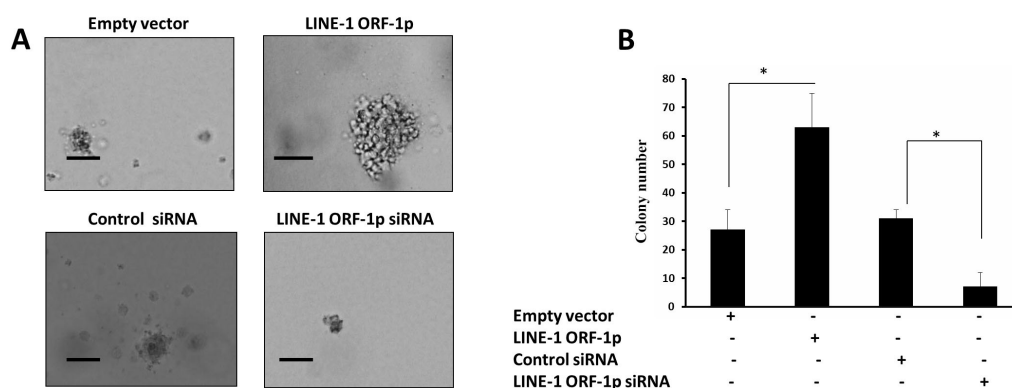 A
Empty vector
LINE-1 ORF-1p
Control siRNA
LINE-1 ORF-1p siRNA
B
Colony number
80
70
60
50
40
30
20
10
0
*
*
Empty vector + - - -
LINE-1 ORF-1p - + - -
Control siRNA - - + -
LINE-1 ORF-1p siRNA - - - +